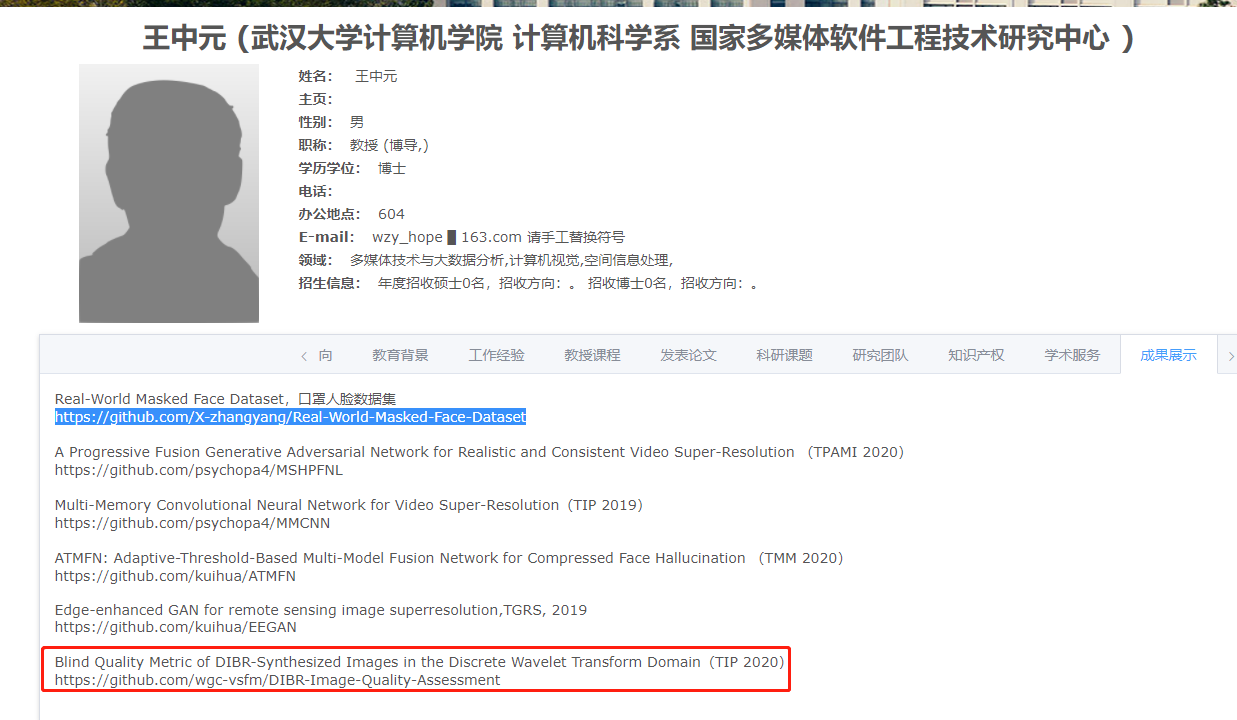 王中元 (武汉大学计算机学院 计算机科学系 国家多媒体软件工程技术研究中心 )
姓名： 王中元
主页：
性别： 男
职称： 教授 (博导,)
学历学位： 博士
电话：
办公地点： 604
E-mail： wzy_hope █ 163.com 请手工替换符号
领域： 多媒体技术与大数据分析,计算机视觉,空间信息处理,
招生信息： 年度招收硕士0名，招收方向：。 招收博士0名，招收方向：。
向 教育背景 工作经验 教授课程 发表论文 科研课题 研究团队 知识产权 学术服务 成果展示
Real-World Masked Face Dataset，口罩人脸数据集
https://github.com/X-zhangyang/Real-World-Masked-Face-Dataset
A Progressive Fusion Generative Adversarial Network for Realistic and Consistent Video Super-Resolution （TPAMI 2020）
https://github.com/psychopa4/MSHPFNL
Multi-Memory Convolutional Neural Network for Video Super-Resolution（TIP 2019）
https://github.com/psychopa4/MMCNN
ATMFN: Adaptive-Threshold-Based Multi-Model Fusion Network for Compressed Face Hallucination （TMM 2020）
https://github.com/kuihua/ATMFN
Edge-enhanced GAN for remote sensing image superresolution,TGRS, 2019
https://github.com/kuihua/EEGAN
Blind Quality Metric of DIBR-Synthesized Images in the Discrete Wavelet Transform Domain（TIP 2020）
https://github.com/wgc-vsfm/DIBR-Image-Quality-Assessment